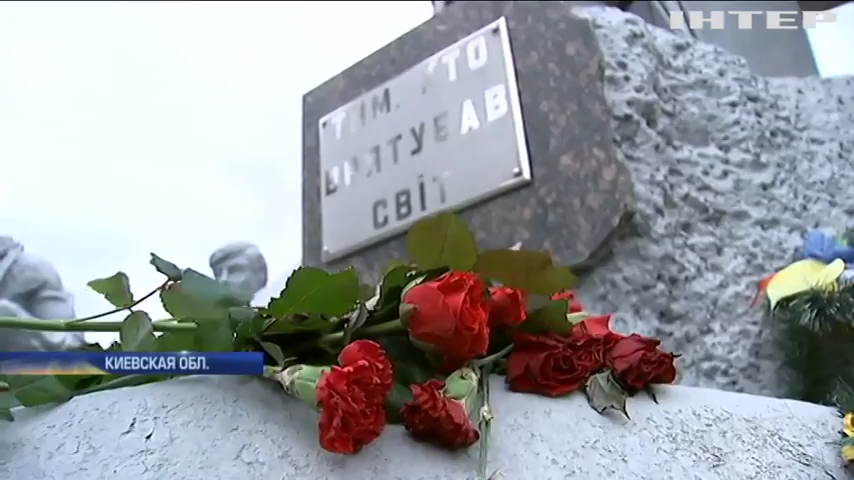 ІНТЕР
ТИМ, ХТО
ВРЯТУВАВ
СВІТ
КИЕВСКАЯ ОБЛ.